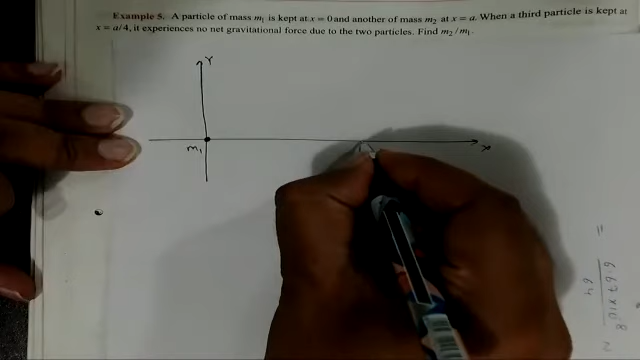 Example 5. A particle of mass m₁ is kept at x = 0 and another of mass m₂ at x = a. When a third particle is kept at
x = a/4, it experiences no net gravitational force due to the two particles. Find m₂/m₁.
Y
m₁
x